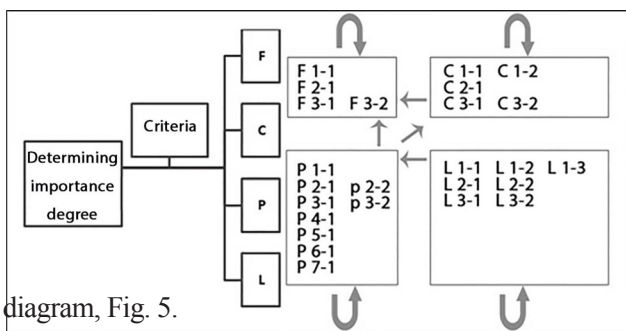 Determining
importance
degree
Criteria
F
C
P
L
F 1-1
F 2-1
F 3-1 F 3-2
C 1-1 C 1-2
C 2-1
C 3-1 C 3-2
P 1-1
P 2-1 p 2-2
P 3-1 p 3-2
P 4-1
P 5-1
P 6-1
P 7-1
L 1-1 L 1-2 L 1-3
L 2-1 L 2-2
L 3-1 L 3-2
diagram, Fig. 5.